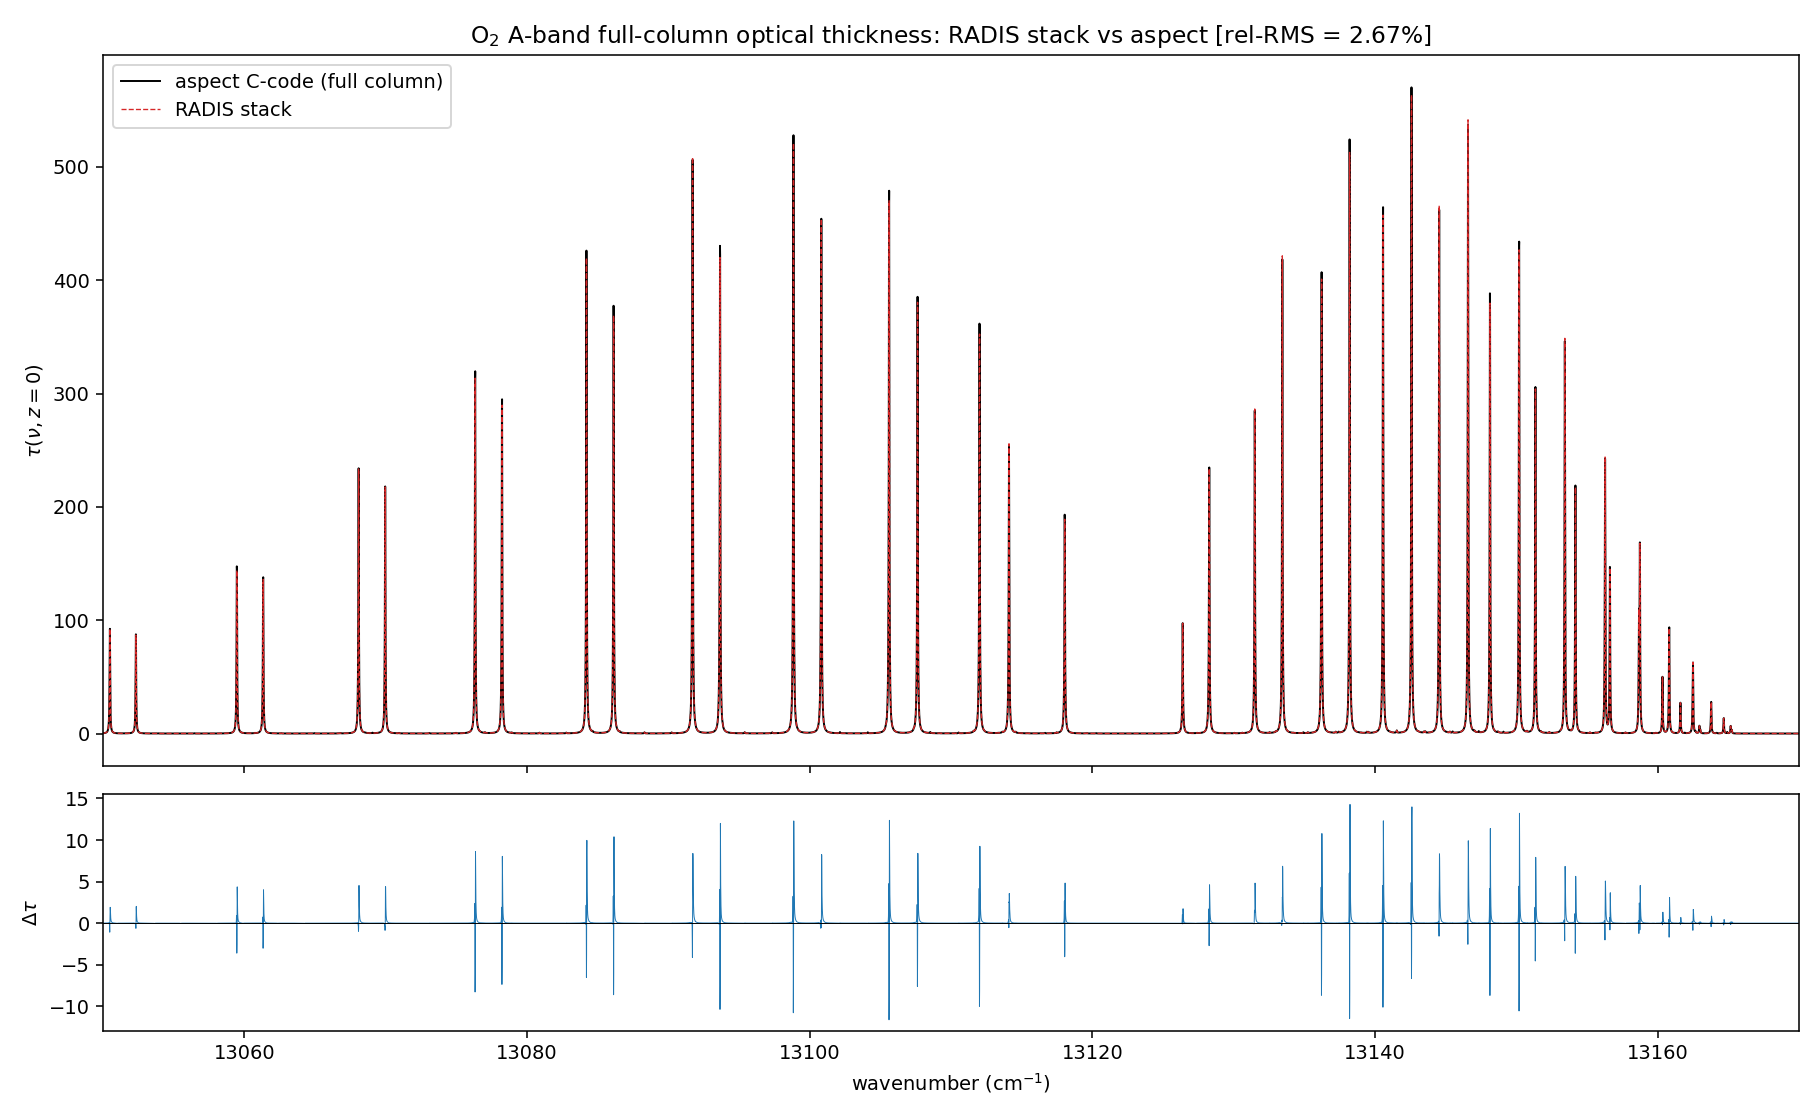 O₂ A-band full-column optical thickness: RADIS stack vs aspect [rel-RMS = 2.67%]
aspect C-code (full column)
RADIS stack
500
400
300
200
100
0
τ(ν, z = 0)
15
10
5
0
−5
−10
Δτ
13060 13080 13100 13120 13140 13160
wavenumber (cm⁻¹)